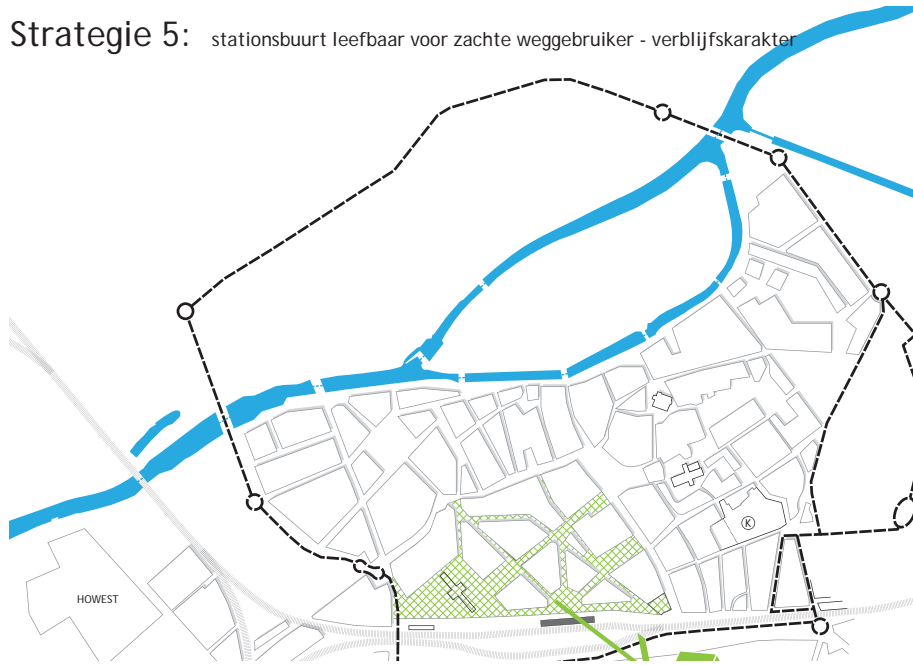 Strategie 5: stationsbuurt leefbaar voor zachte weggebruiker - verblijfskarakter
K
HOWEST